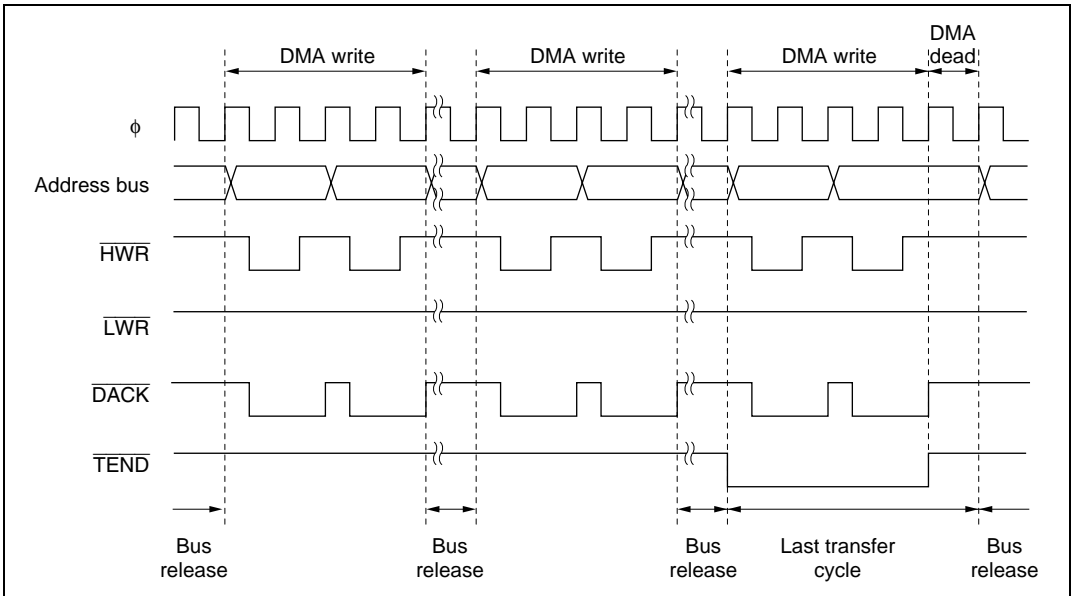 DMA write
DMA write
DMA write
DMA
dead
ϕ
Address bus
HWR
LWR
DACK
TEND
Bus
release
Bus
release
Bus
release
Last transfer
cycle
Bus
release